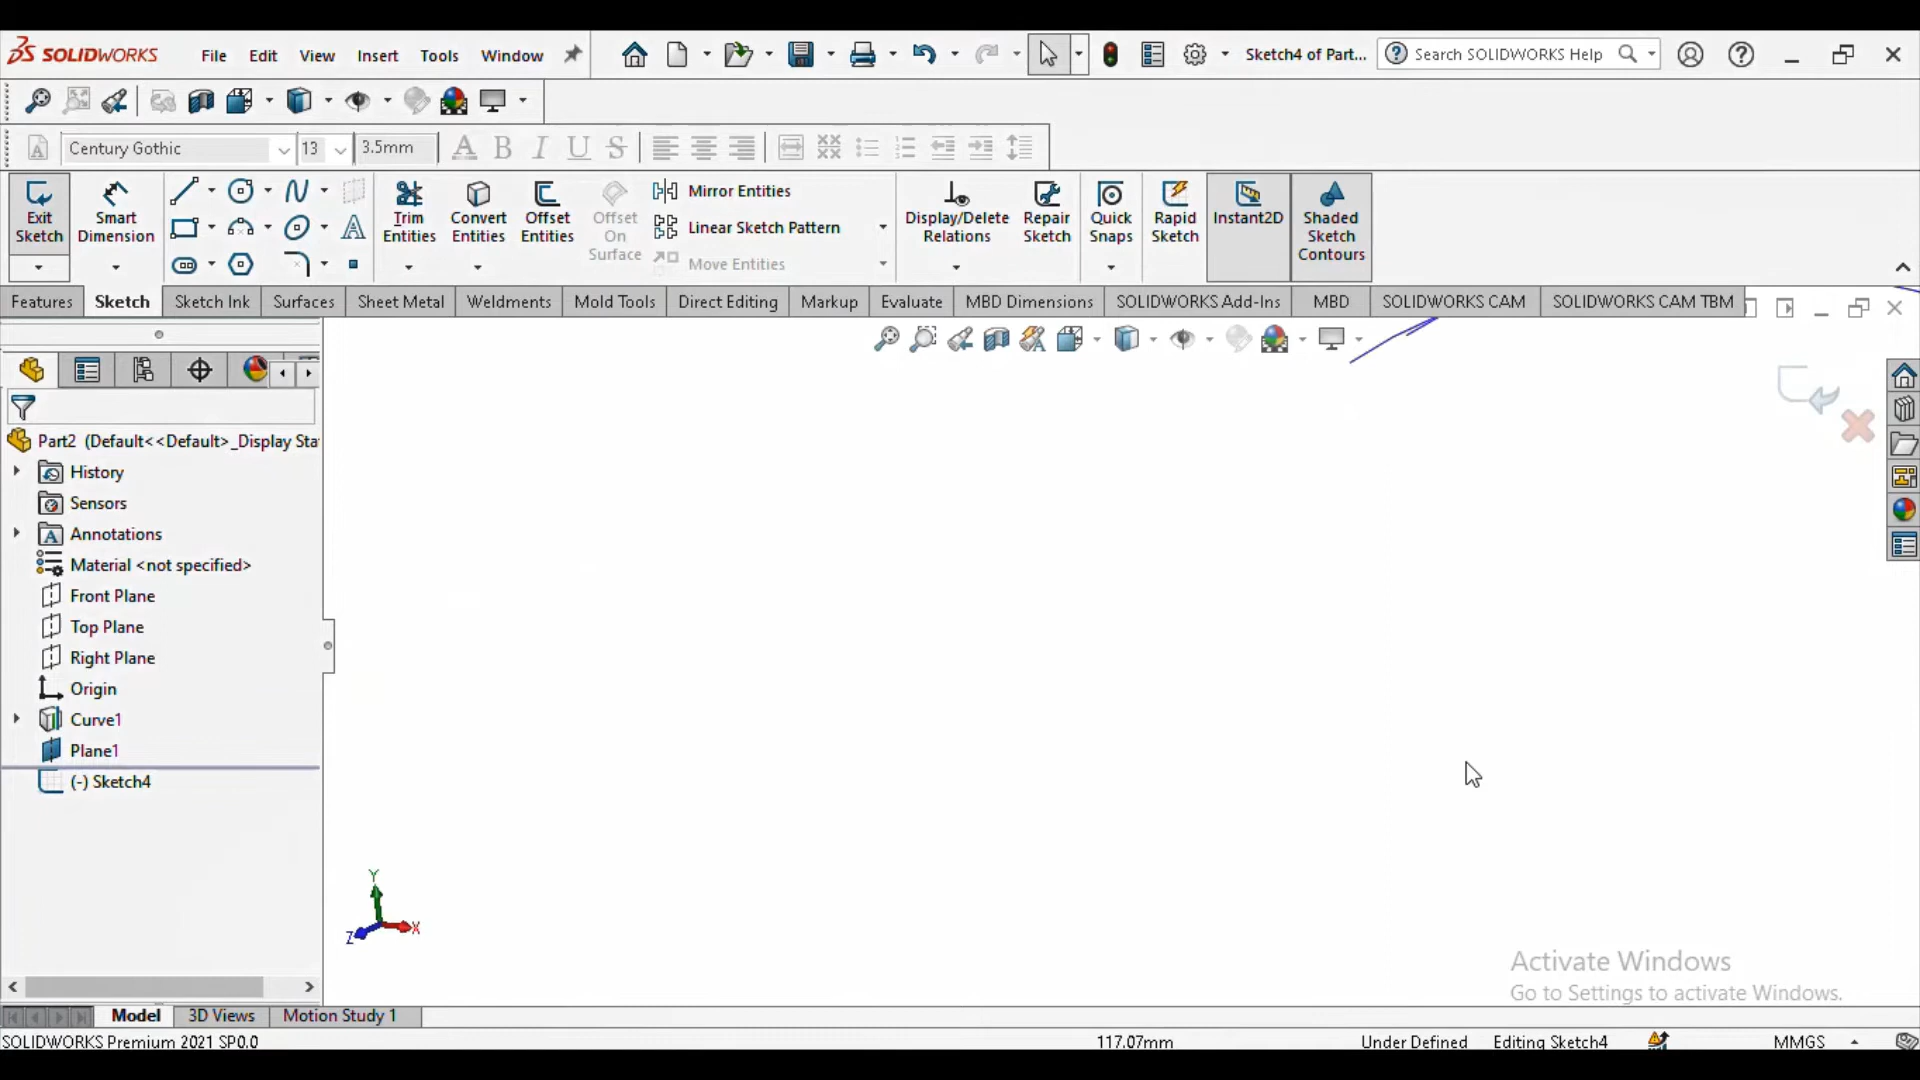 SOLIDWORKS File Edit View Insert Tools Window Sketch4 of Part... Search SOLIDWORKS Help
Century Gothic 13 3.5mm A B I U S
Exit Sketch
Smart Dimension
Trim Entities
Convert Entities
Offset Entities
Offset On Surface
Mirror Entities
Linear Sketch Pattern
Move Entities
Display/Delete Relations
Repair Sketch
Quick Snaps
Rapid Sketch
Instant2D
Shaded Sketch Contours
Features Sketch Sketch Ink Surfaces Sheet Metal Weldments Mold Tools Direct Editing Markup Evaluate MBD Dimensions SOLIDWORKS Add-Ins MBD SOLIDWORKS CAM SOLIDWORKS CAM TBM
Part2 (Default<<Default>_Display Sta
History
Sensors
Annotations
Material <not specified>
Front Plane
Top Plane
Right Plane
Origin
Curve1
Plane1
(-) Sketch4
Y
X
Z
Activate Windows
Go to Settings to activate Windows.
Model 3D Views Motion Study 1
SOLIDWORKS Premium 2021 SP0.0 117.07mm Under Defined Editing Sketch4 MMGS